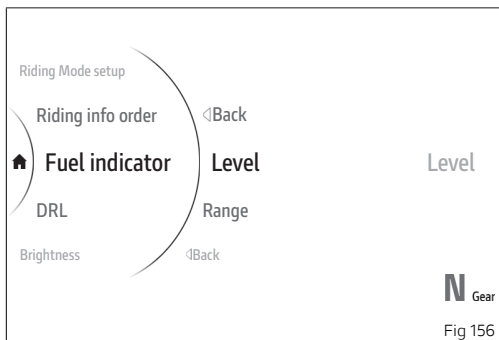 Riding Mode setup
Riding info order
Back
Fuel indicator
Level
Level
DRL
Range
Brightness
Back
N Gear
Fig 156